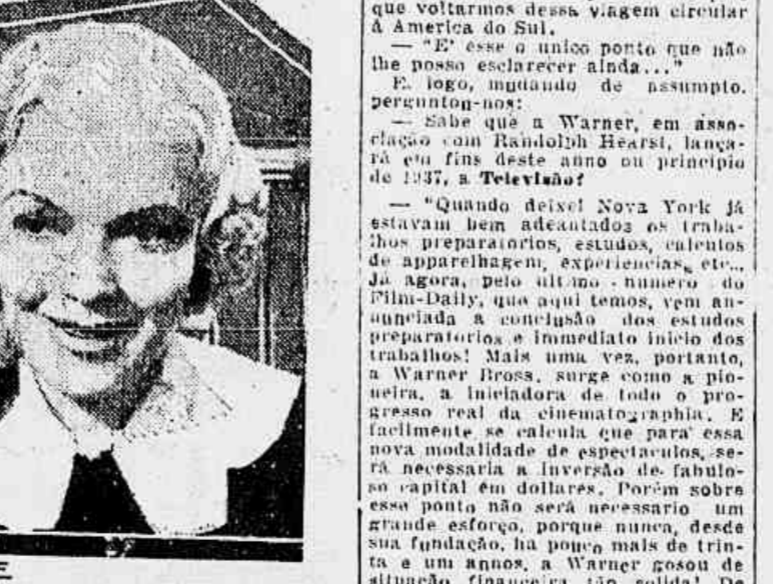 que voltarmos dessa viagem circular
á America do Sul.
— "E' esse o unico ponto que não
lhe posso esclarecer ainda..."
E. logo, mudando de assumpto,
perguntou-nos:
— Sabe que a Warner, em asso-
ciação com Randolph Hearst, lança-
rá em fins deste anno ou principio
de 1937, a Televisão?
— "Quando deixei Nova York já
estavam bem adeantados os traba-
lhos preparatorios, estudos, calculos
de apparelhagem, experiencias, etc..
Já agora, pelo ultimo numero do
Film-Daily, que aqui temos, vem an-
nunciada a conclusão dos estudos
preparatorios e immediato inicio dos
trabalhos! Mais uma vez, portanto,
a Warner Bross. surge como a pio-
neira, a iniciadora de todo o pro-
gresso real da cinematographia. E
facilmente se calcula que para essa
nova modalidade de espectaculos, se-
rá necessaria a inversão de fabulo-
so capital em dollares. Porém sobre
esse ponto não será necessario um
grande esforço, porque nunca, desde
sua fundação, ha pouco mais de trin-
ta e um annos, a Warner gosou de
situação financeira tão solida. De
E